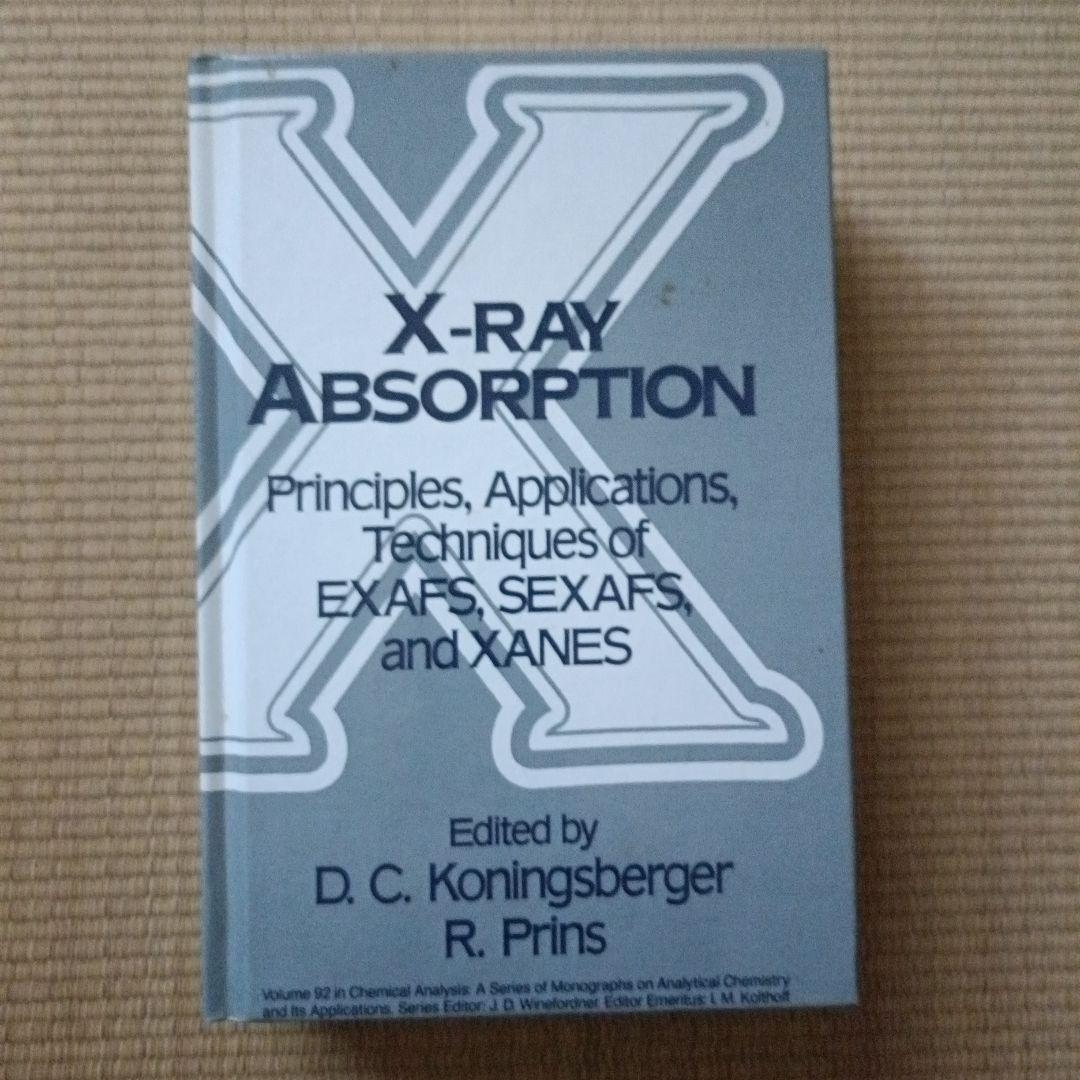 X-RAY
ABSORPTION
Principles, Applications,
Techniques of
EXAFS, SEXAFS,
and XANES
Edited by
D. C. Koningsberger
R. Prins
Volume 92 in Chemical Analysis: A Series of Monographs on Analytical Chemistry
and Its Applications. Series Editor: J. D. Winefordner Editor Emeritus: I. M. Kolthoff